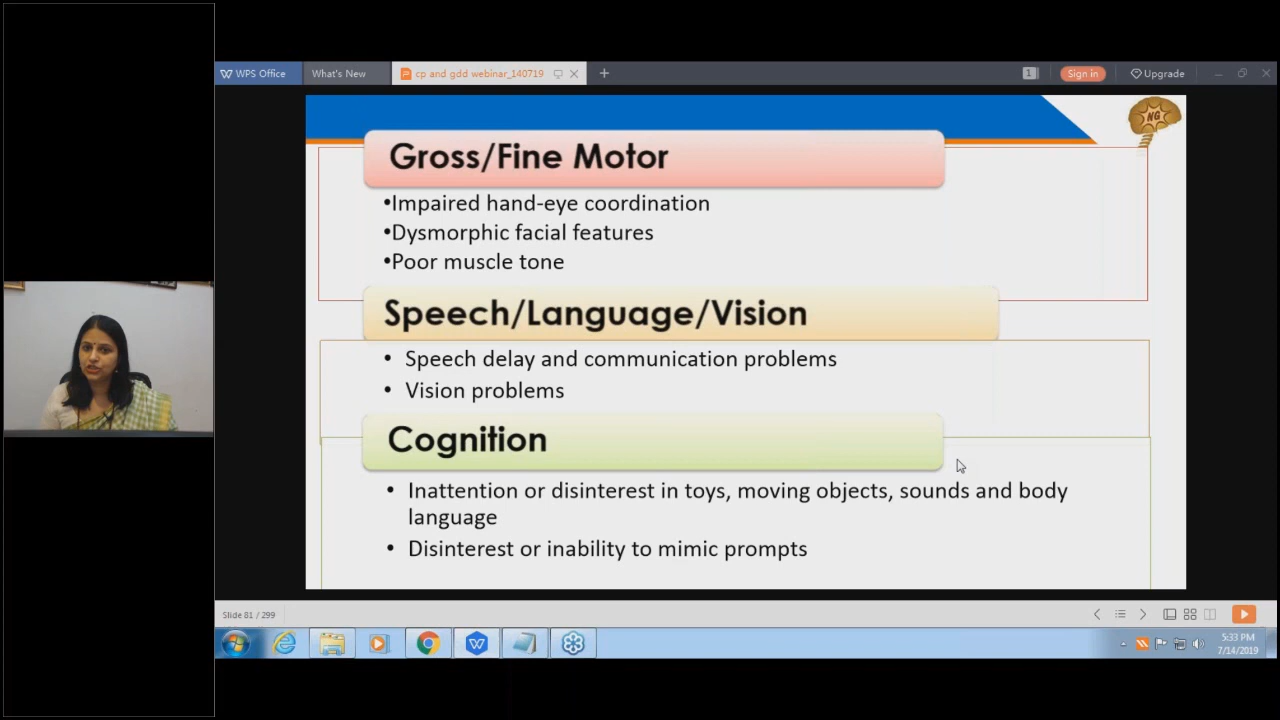 WPS Office
What's New
cp and gdd webinar_140719
1
Sign in
Upgrade
NG
Gross/Fine Motor
•Impaired hand-eye coordination
•Dysmorphic facial features
•Poor muscle tone
Speech/Language/Vision
• Speech delay and communication problems
• Vision problems
Cognition
• Inattention or disinterest in toys, moving objects, sounds and body
language
• Disinterest or inability to mimic prompts
Slide 81 / 299
5:33 PM
7/14/2019